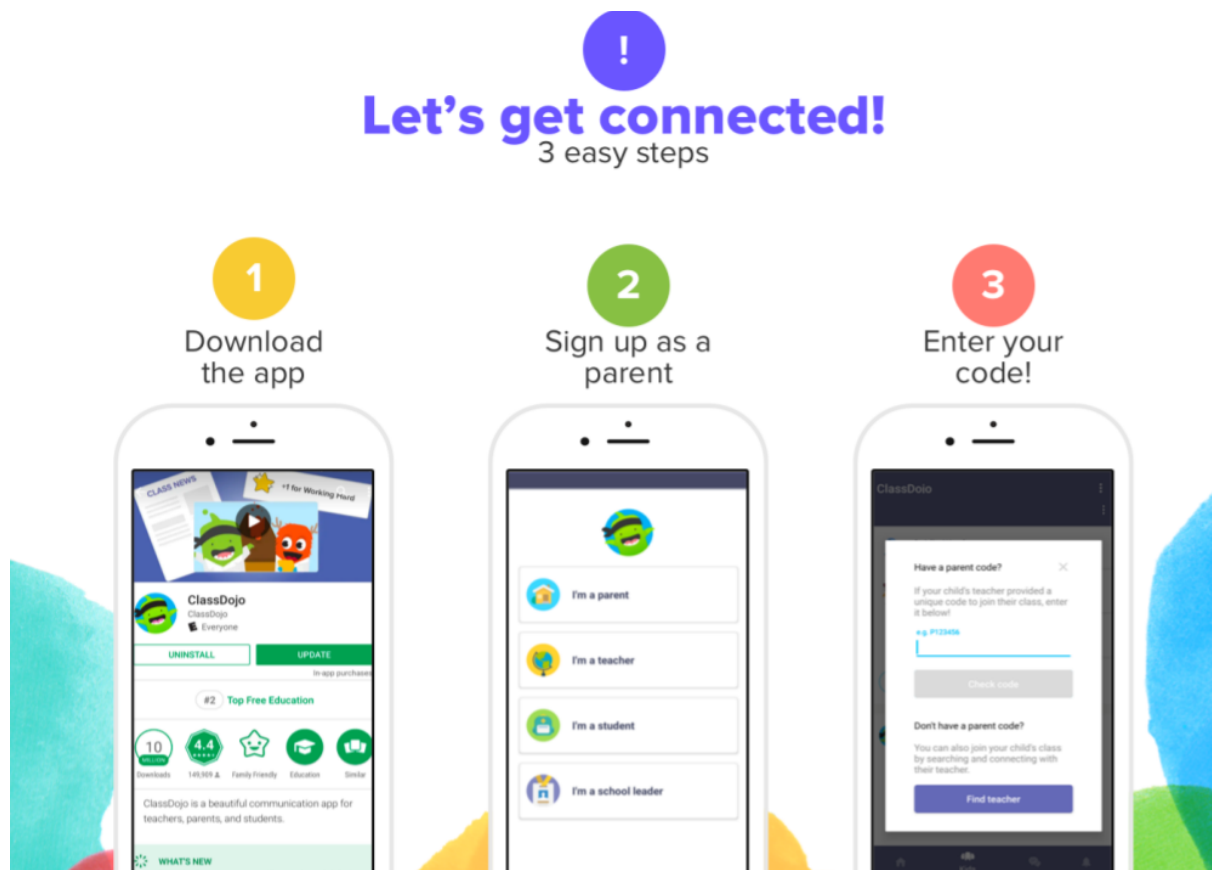 !
Let's get connected!
3 easy steps
1
Download
the app
CLASS NEWS
+1 for Working Hard
ClassDojo
ClassDojo
Everyone
UNINSTALL
UPDATE
In-app purchases
#2
Top Free Education
10
MILLION
Downloads
4.4
149,909
Family Friendly
Education
Similar
ClassDojo is a beautiful communication app for
teachers, parents, and students.
WHAT'S NEW
2
Sign up as a
parent
I'm a parent
I'm a teacher
I'm a student
I'm a school leader
3
Enter your
code!
ClassDojo
Have a parent code?
If your child's teacher provided a
unique code to join their class, enter
it below!
e.g. P123456
Check code
Don't have a parent code?
You can also join your child's class
by searching and connecting with
their teacher.
Find teacher